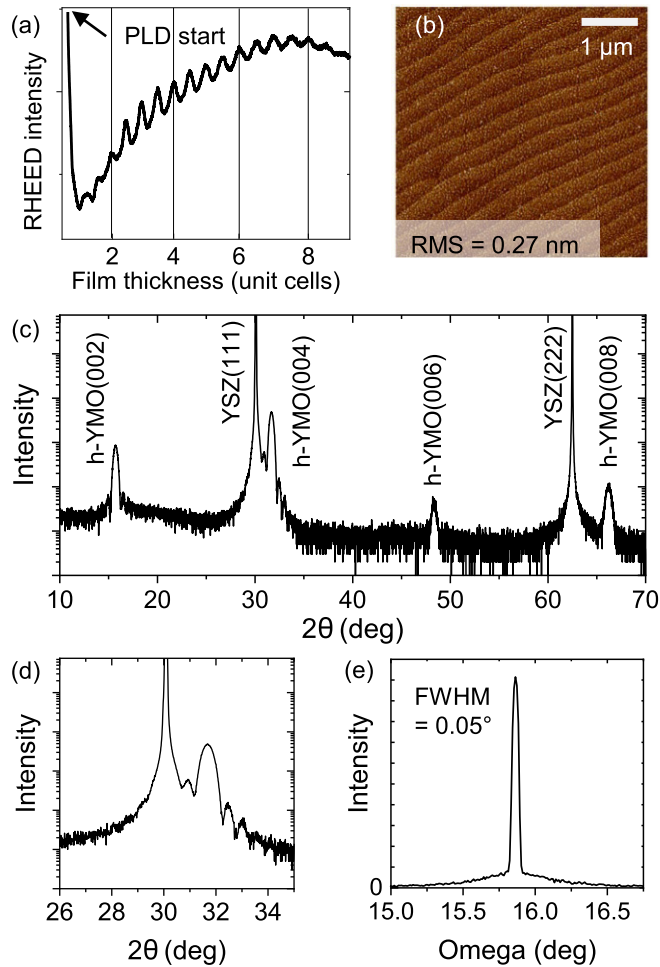 (a)
PLD start
RHEED intensity
2 4 6 8
Film thickness (unit cells)
(b)
1 μm
RMS = 0.27 nm
(c)
Intensity
h-YMO(002)
YSZ(111)
h-YMO(004)
h-YMO(006)
YSZ(222)
h-YMO(008)
10 20 30 40 50 60 70
2θ (deg)
(d)
Intensity
26 28 30 32 34
2θ (deg)
(e)
FWHM
= 0.05°
Intensity
0
15.0 15.5 16.0 16.5
Omega (deg)